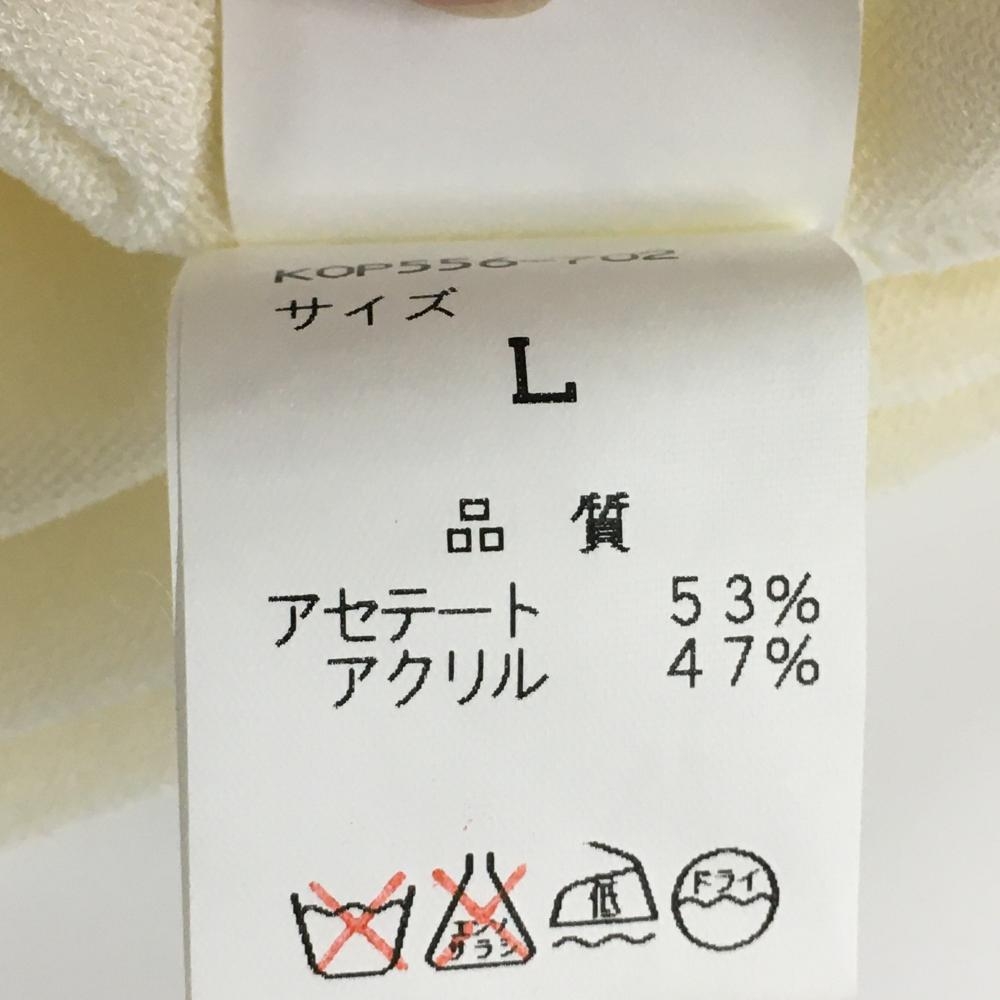 サイズ
L
品質
アセテート 53%
アクリル 47%
エンソ
サラシ
低
ドライ